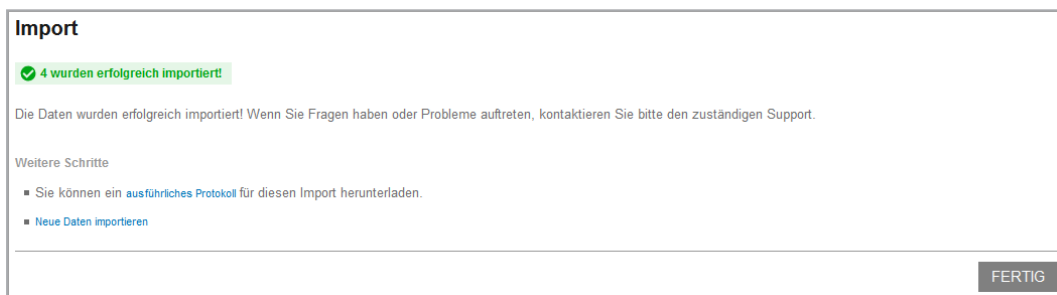 Import
4 wurden erfolgreich importiert!
Die Daten wurden erfolgreich importiert! Wenn Sie Fragen haben oder Probleme auftreten, kontaktieren Sie bitte den zuständigen Support.
Weitere Schritte
Sie können ein ausführliches Protokoll für diesen Import herunterladen.
Neue Daten importieren
FERTIG